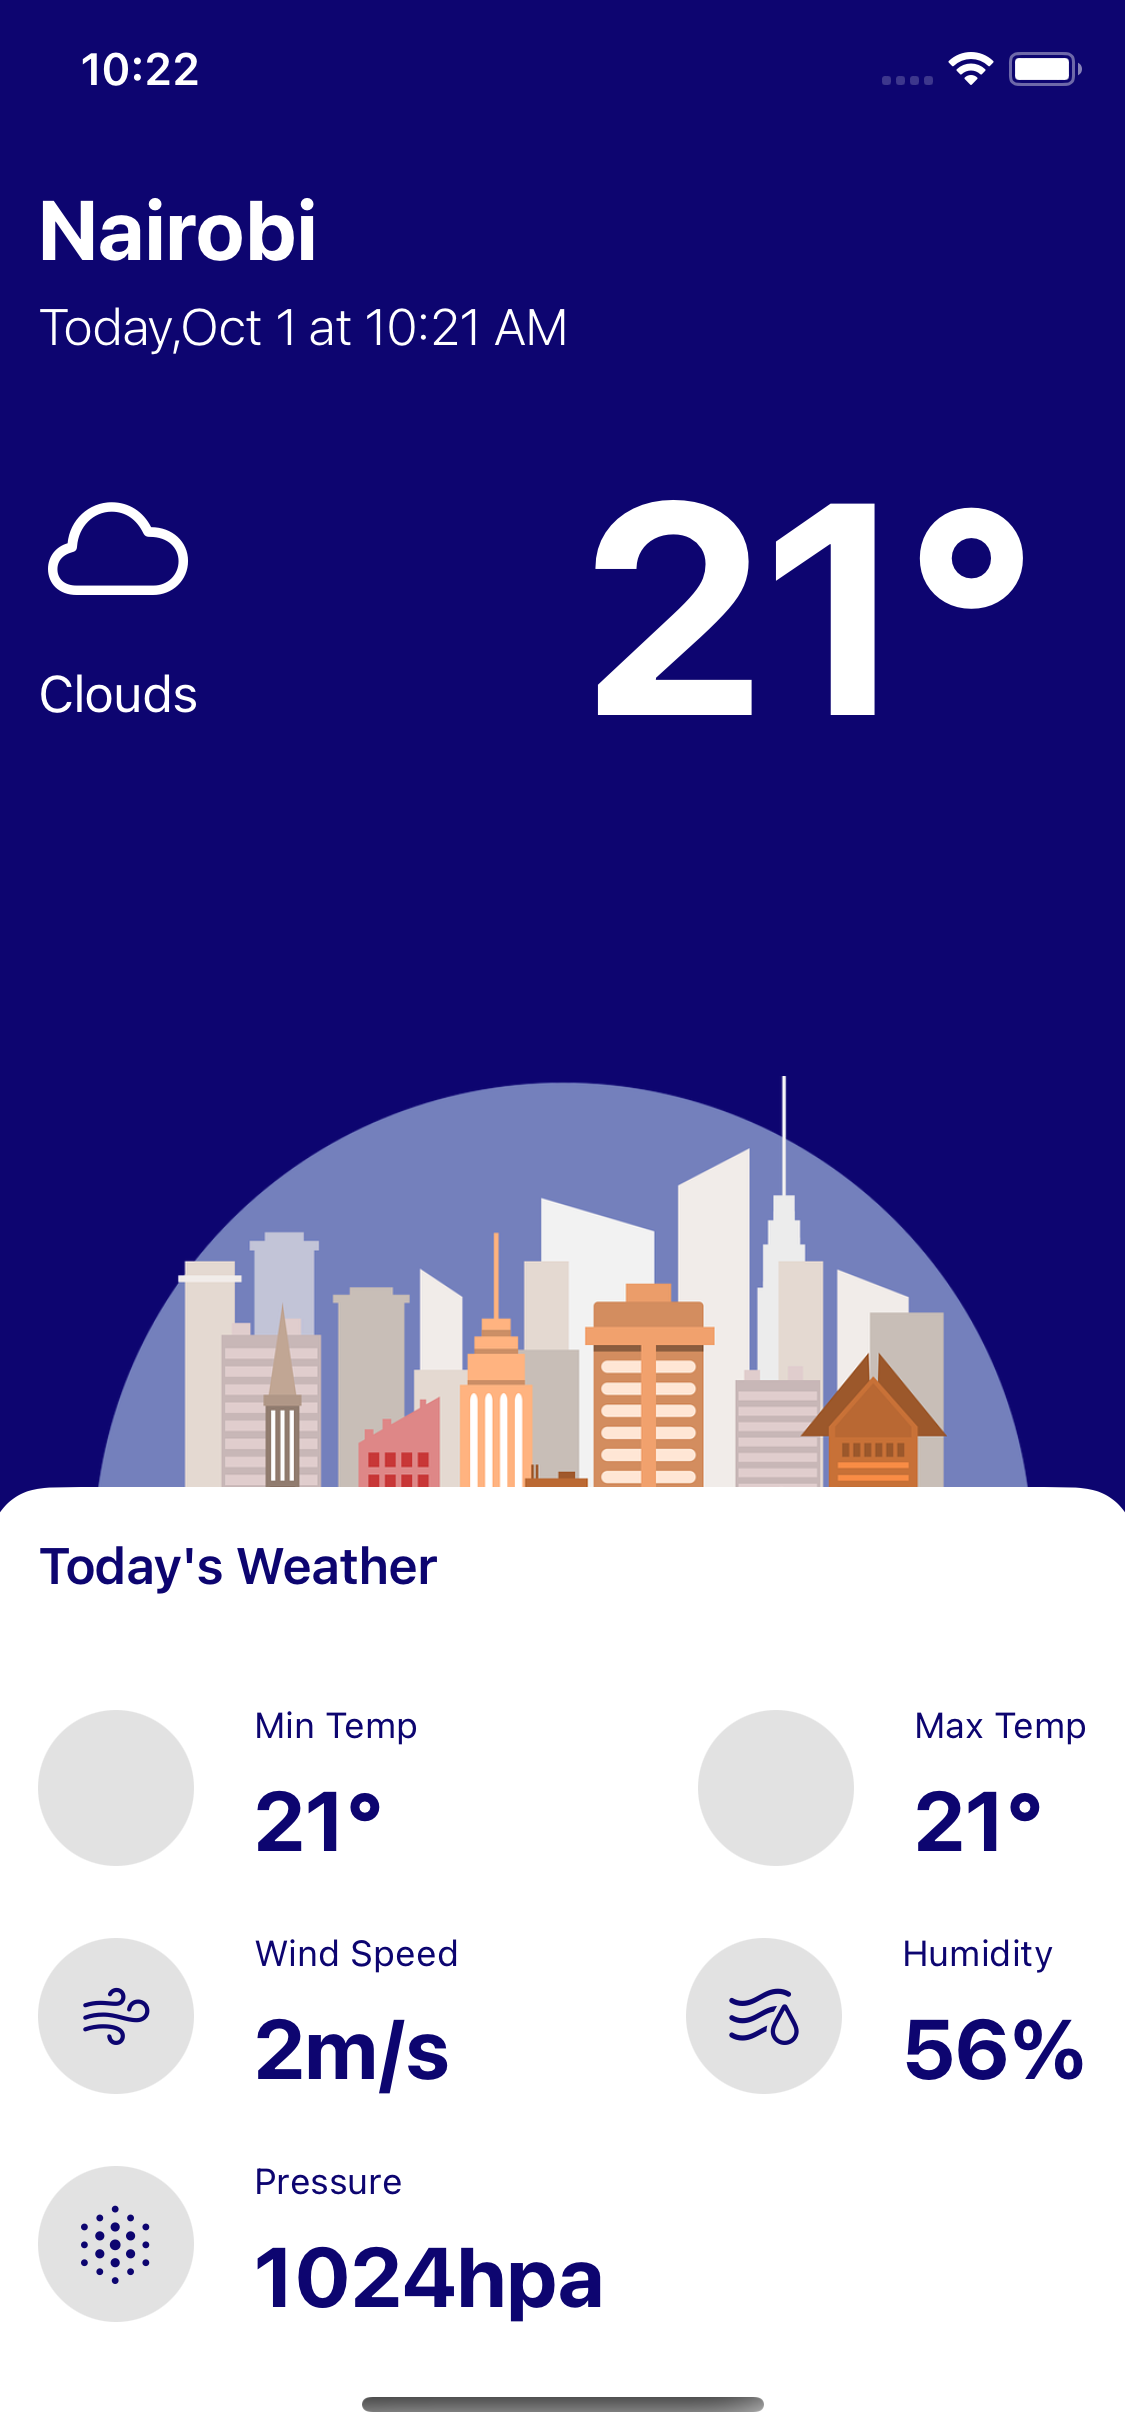 10:22
Nairobi
Today,Oct 1 at 10:21 AM
21°
Clouds
Today's Weather
Min Temp
21°
Max Temp
21°
Wind Speed
2m/s
Humidity
56%
Pressure
1024hpa